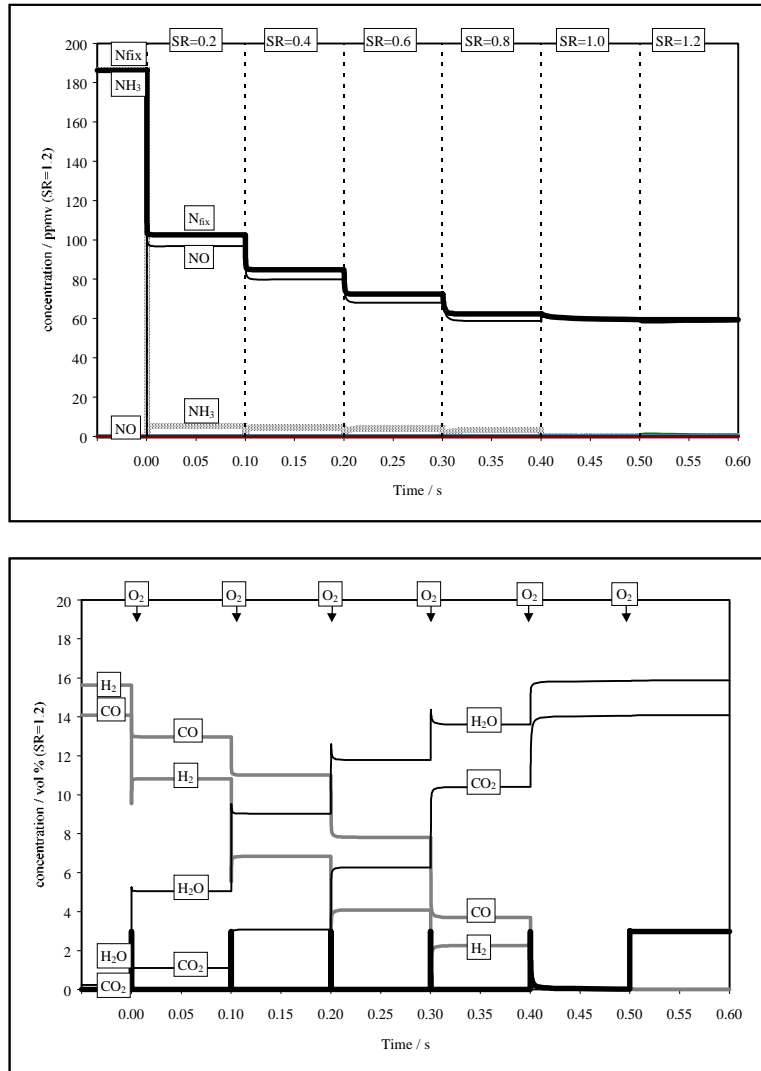 SR=0.2 SR=0.4 SR=0.6 SR=0.8 SR=1.0 SR=1.2
200
Nfix
180
NH₃
160
140
120
Nfix
100
NO
80
60
40
20
NH₃
NO
0
0.00 0.05 0.10 0.15 0.20 0.25 0.30 0.35 0.40 0.45 0.50 0.55 0.60
Time / s
concentration / ppmv (SR=1.2)
O₂ O₂ O₂ O₂ O₂ O₂
20
18
16
H₂
14
CO
CO
H₂O
12
H₂
CO₂
10
8
6
H₂O
4
CO
2
H₂O
CO₂
H₂
0
CO₂
0.00 0.05 0.10 0.15 0.20 0.25 0.30 0.35 0.40 0.45 0.50 0.55 0.60
Time / s
concentration / vol % (SR=1.2)